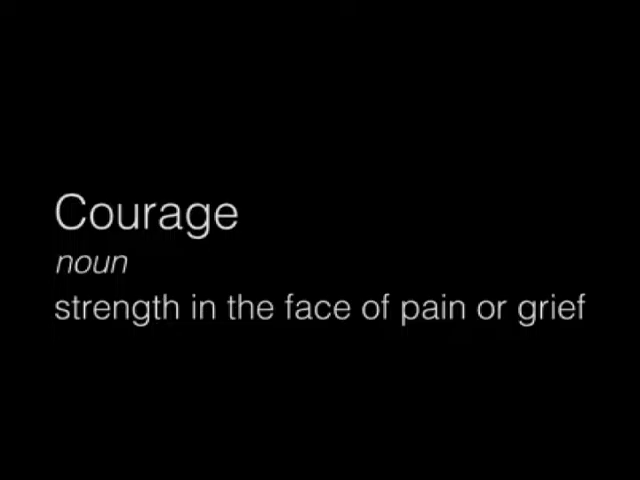 Courage
noun
strength in the face of pain or grief